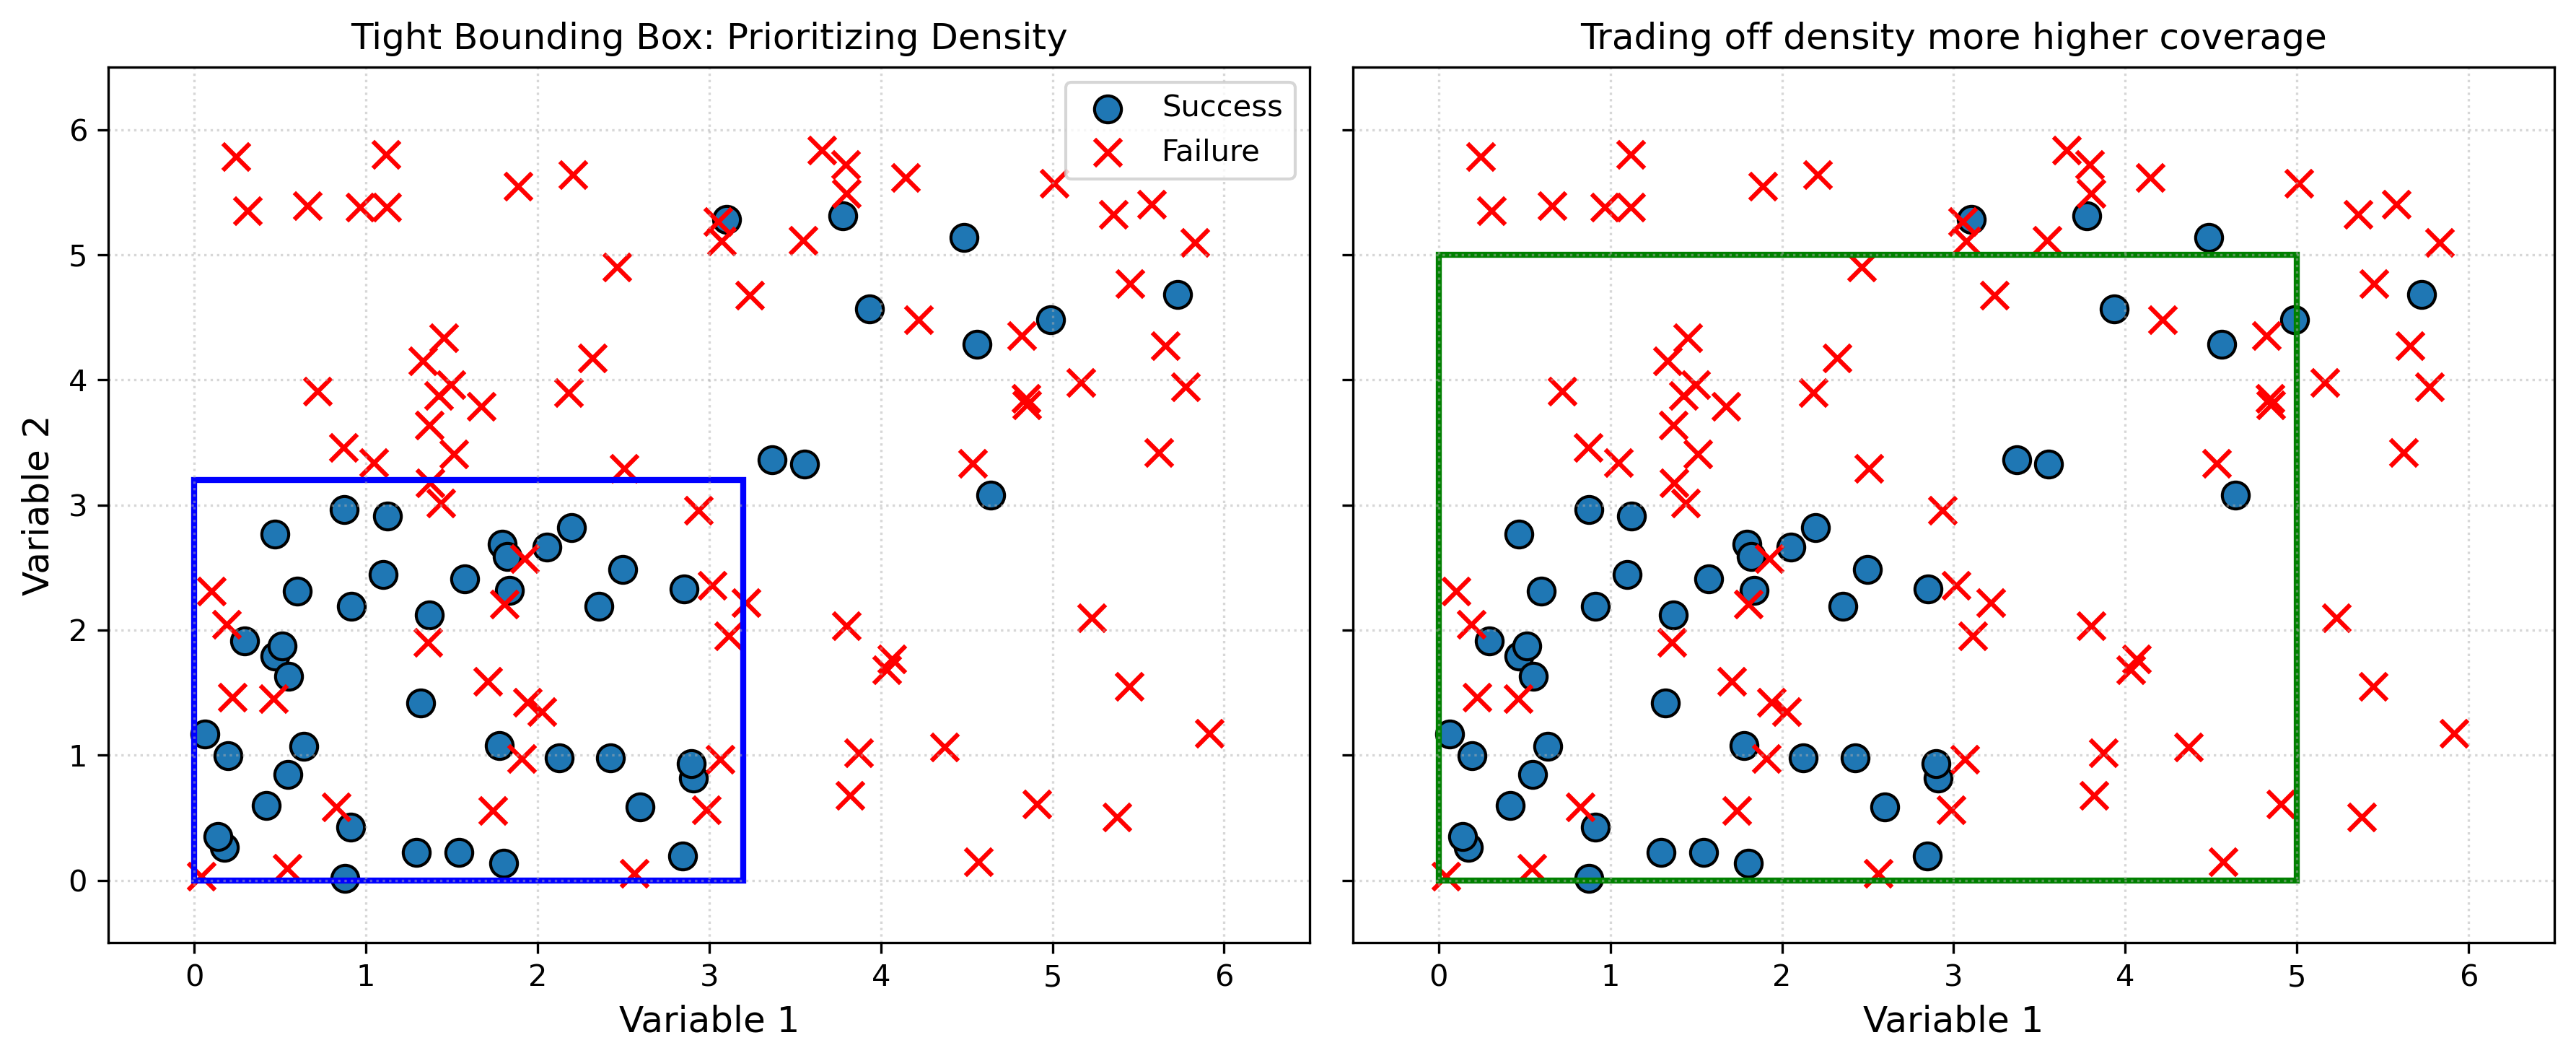 Tight Bounding Box: Prioritizing Density
Success
Failure
6
5
4
3
2
1
0
Variable 2
0 1 2 3 4 5 6
Variable 1
Trading off density more higher coverage
0 1 2 3 4 5 6
Variable 1